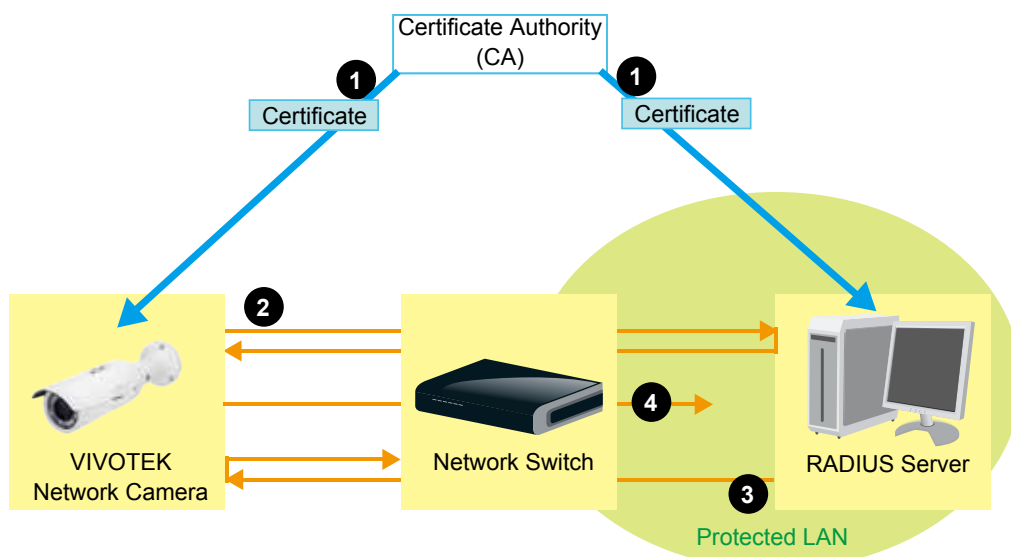 Certificate Authority
(CA)
1
1
Certificate
Certificate
2
4
VIVOTEK
Network Camera
Network Switch
RADIUS Server
3
Protected LAN